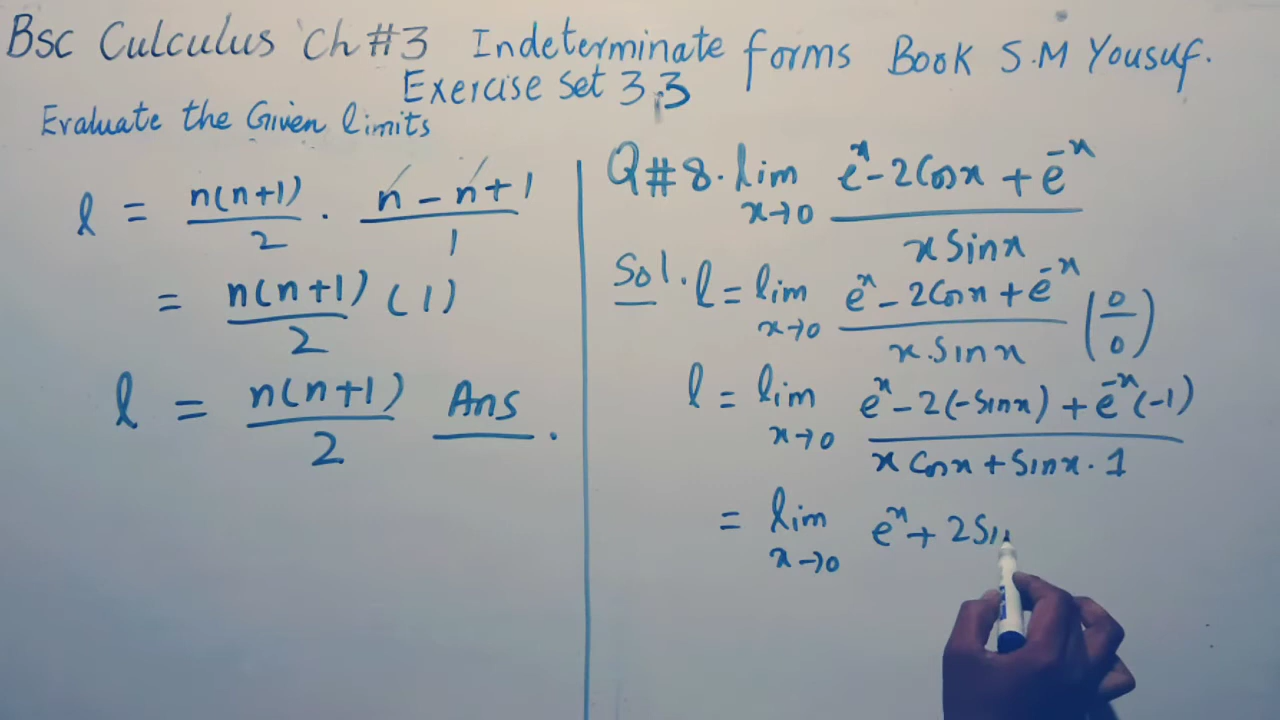 Bsc Culculus Ch #3 Indeterminate forms Book S.M Yousuf.
Exercise set 3.3
Evaluate the Given limits
l = n(n+1)/2 . n - n + 1/1
= n(n+1)/2 (1)
l = n(n+1)/2 Ans.
Q#8. lim x→0 e^x - 2Cosx + e^-x / x Sinx
Sol. l = lim x→0 e^x - 2Cosx + e^-x / x.Sinx (0/0)
l = lim x→0 e^x - 2(-Sinx) + e^-x(-1) / x Cosx + Sinx . 1
= lim x→0 e^x + 2Sin